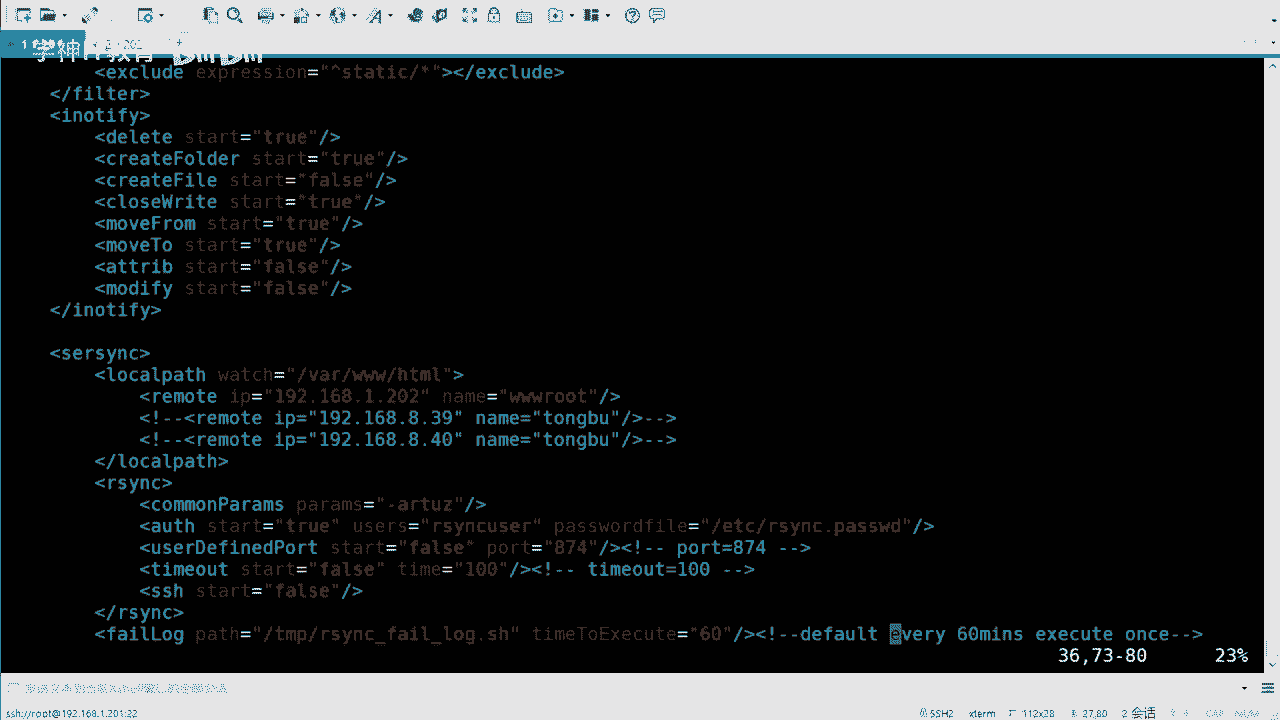 <exclude expression="^static/*"></exclude>
</filter>
<inotify>
<delete start="true"/>
<createFolder start="true"/>
<createFile start="false"/>
<closeWrite start="true"/>
<moveFrom start="true"/>
<moveTo start="true"/>
<attrib start="false"/>
<modify start="false"/>
</inotify>
<sersync>
<localpath watch="/var/www/html">
<remote ip="192.168.1.202" name="wwwroot"/>
<!--<remote ip="192.168.8.39" name="tongbu"/>-->
<!--<remote ip="192.168.8.40" name="tongbu"/>-->
</localpath>
<rsync>
<commonParams params="-artuz"/>
<auth start="true" users="rsyncuser" passwordfile="/etc/rsync.passwd"/>
<userDefinedPort start="false" port="874"/><!-- port=874 -->
<timeout start="false" time="100"/><!-- timeout=100 -->
<ssh start="false"/>
</rsync>
<failLog path="/tmp/rsync_fail_log.sh" timeToExecute="60"/><!--default every 60mins execute once-->
36,73-80 23%
ssh://root@192.168.1.201:22 SSH2 xterm 112x28 27,80 2 会话